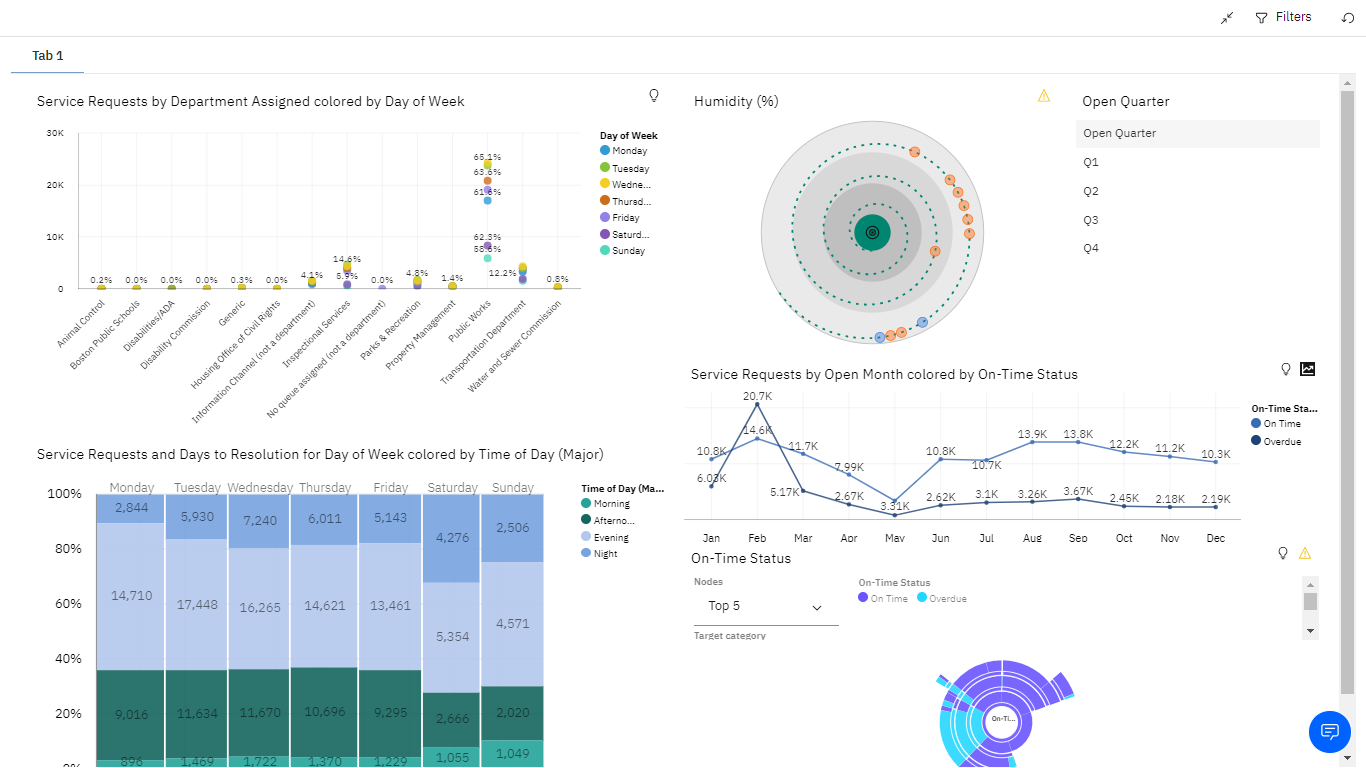 Filters
Tab 1
Service Requests by Department Assigned colored by Day of Week
30K
20K
10K
0
65.1%
63.6%
61.6%
62.3%
58.6%
0.2%
0.0%
0.0%
0.0%
0.3%
0.0%
4.1%
14.6%
5.9%
0.0%
4.8%
1.4%
12.2%
0.8%
Animal Control
Boston Public Schools
Disabilities/ADA
Disability Commission
Generic
Housing Office of Civil Rights
Information Channel (not a department)
Inspectional Services
No queue assigned (not a department)
Parks & Recreation
Property Management
Public Works
Transportation Department
Water and Sewer Commission
Day of Week
Monday
Tuesday
Wedne...
Thursd...
Friday
Saturd...
Sunday
Humidity (%)
Open Quarter
Open Quarter
Q1
Q2
Q3
Q4
Service Requests by Open Month colored by On-Time Status
10.8K
14.6K
11.7K
7.99K
3.31K
10.8K
10.7K
13.9K
13.8K
12.2K
11.2K
10.3K
6.03K
20.7K
5.17K
2.67K
2.62K
3.1K
3.26K
3.67K
2.45K
2.18K
2.19K
Jan Feb Mar Apr May Jun Jul Aug Sep Oct Nov Dec
On-Time Sta...
On Time
Overdue
Service Requests and Days to Resolution for Day of Week colored by Time of Day (Major)
Monday Tuesday Wednesday Thursday Friday Saturday Sunday
100%
80%
60%
40%
20%
0%
2,844 5,930 7,240 6,011 5,143 4,276 2,506
14,710 17,448 16,265 14,621 13,461 5,354 4,571
9,016 11,634 11,670 10,696 9,295 2,666 2,020
896 1,469 1,722 1,370 1,229 1,055 1,049
Time of Day (Ma...
Morning
Afterno...
Evening
Night
On-Time Status
Nodes
Top 5
Target category
On-Time Status
On Time Overdue
On-Ti...